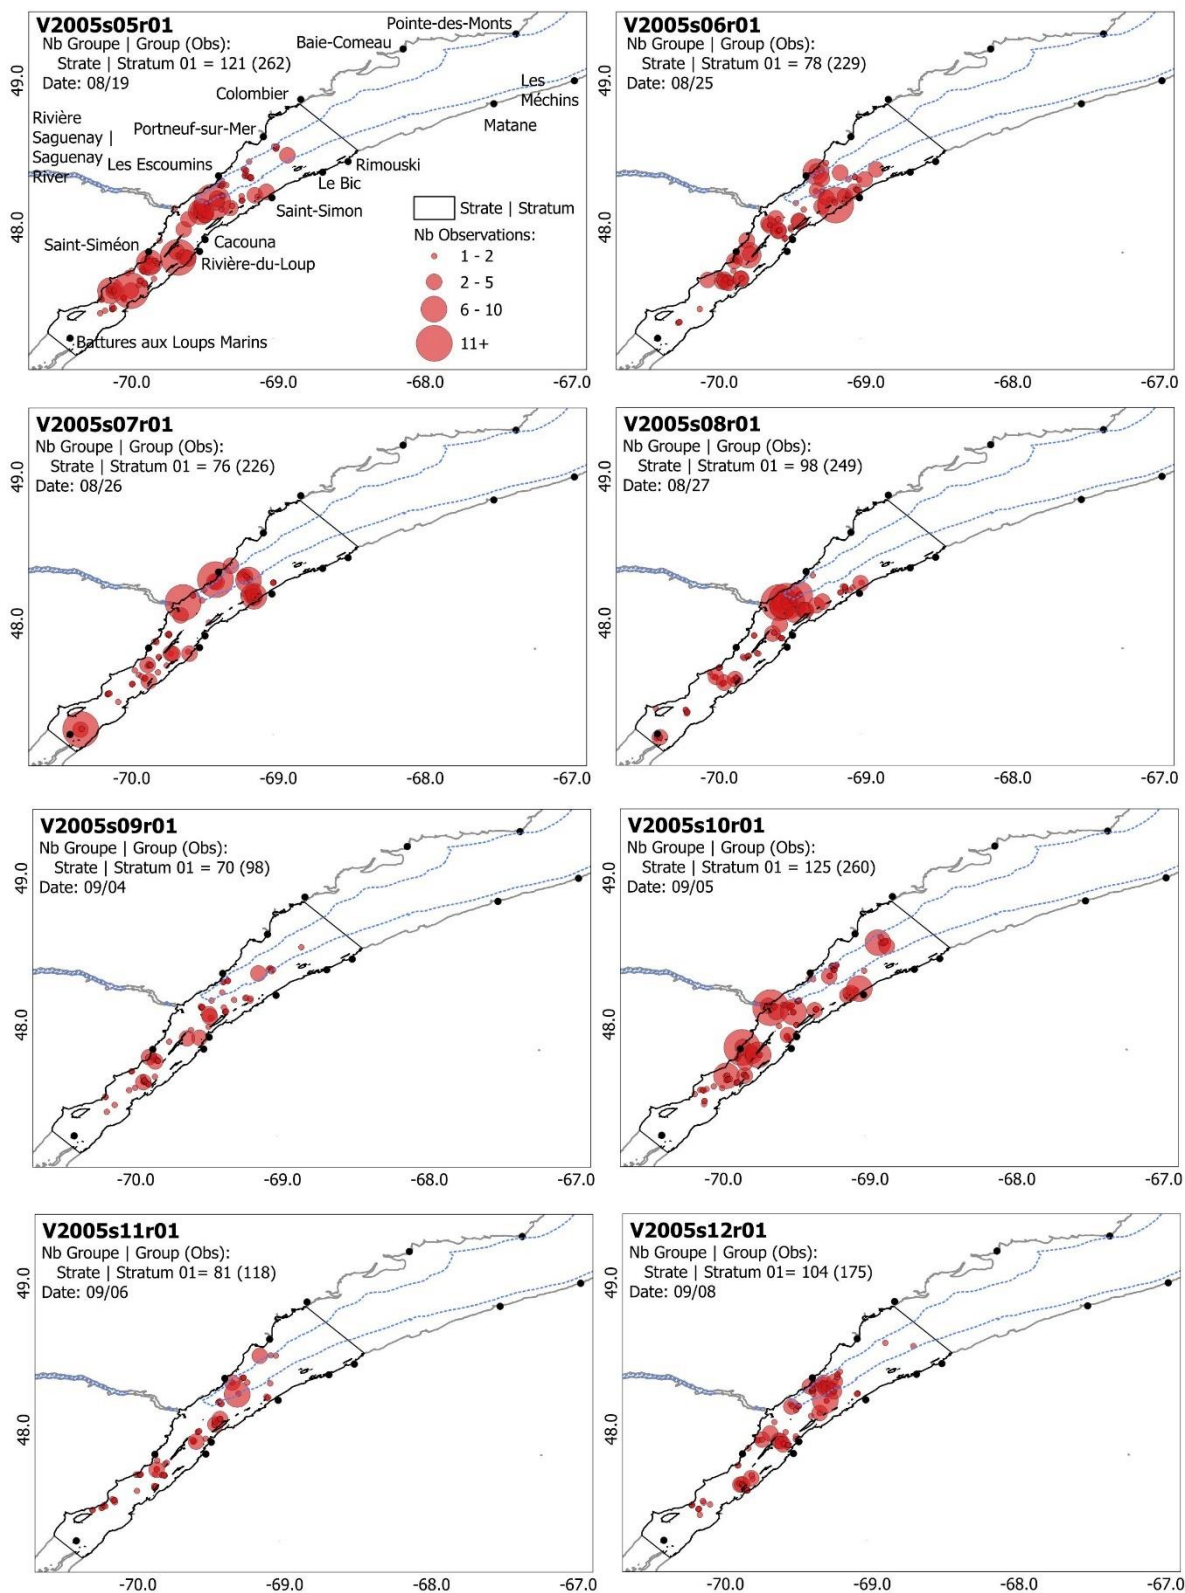 V2005s05r01
Nb Groupe | Group (Obs):
Strate | Stratum 01 = 121 (262)
Date: 08/19
Pointe-des-Monts
Baie-Comeau
Les
Méchins
Colombier
Matane
Rivière
Saguenay |
Saguenay
River
Portneuf-sur-Mer
Les Escoumins
Rimouski
Le Bic
Saint-Simon
Strate | Stratum
Saint-Siméon
Cacouna
Rivière-du-Loup
Nb Observations:
1 - 2
2 - 5
6 - 10
11+
Battures aux Loups Marins
49.0
48.0
-70.0 -69.0 -68.0 -67.0
V2005s06r01
Nb Groupe | Group (Obs):
Strate | Stratum 01 = 78 (229)
Date: 08/25
49.0
48.0
-70.0 -69.0 -68.0 -67.0
V2005s07r01
Nb Groupe | Group (Obs):
Strate | Stratum 01 = 76 (226)
Date: 08/26
49.0
48.0
-70.0 -69.0 -68.0 -67.0
V2005s08r01
Nb Groupe | Group (Obs):
Strate | Stratum 01 = 98 (249)
Date: 08/27
49.0
48.0
-70.0 -69.0 -68.0 -67.0
V2005s09r01
Nb Groupe | Group (Obs):
Strate | Stratum 01 = 70 (98)
Date: 09/04
49.0
48.0
-70.0 -69.0 -68.0 -67.0
V2005s10r01
Nb Groupe | Group (Obs):
Strate | Stratum 01 = 125 (260)
Date: 09/05
49.0
48.0
-70.0 -69.0 -68.0 -67.0
V2005s11r01
Nb Groupe | Group (Obs):
Strate | Stratum 01= 81 (118)
Date: 09/06
49.0
48.0
-70.0 -69.0 -68.0 -67.0
V2005s12r01
Nb Groupe | Group (Obs):
Strate | Stratum 01= 104 (175)
Date: 09/08
49.0
48.0
-70.0 -69.0 -68.0 -67.0